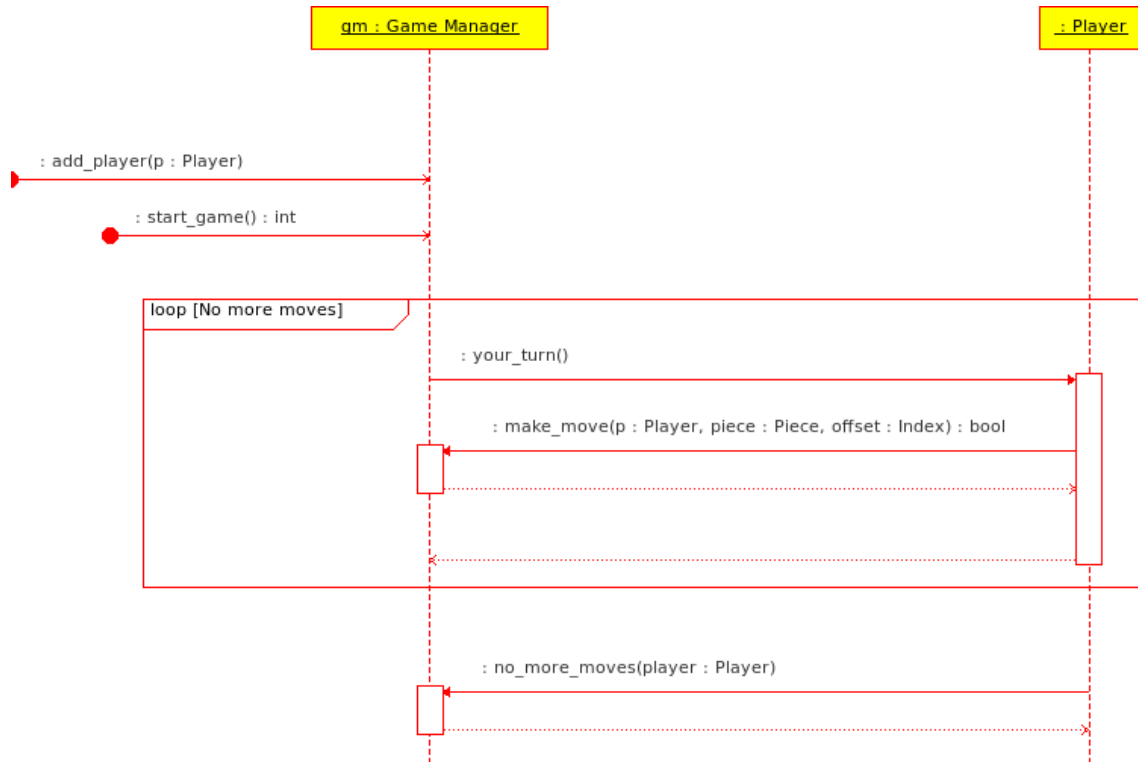 gm : Game Manager
: Player
: add_player(p : Player)
: start_game() : int
loop [No more moves]
: your_turn()
: make_move(p : Player, piece : Piece, offset : Index) : bool
: no_more_moves(player : Player)